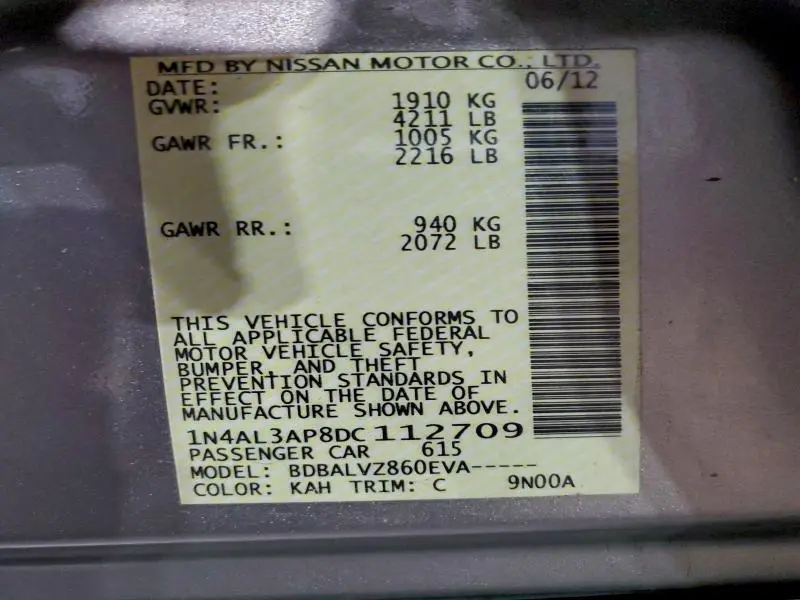 MFD BY NISSAN MOTOR CO., LTD.
DATE: 06/12
GVWR: 1910 KG
4211 LB
GAWR FR.: 1005 KG
2216 LB
GAWR RR.: 940 KG
2072 LB
THIS VEHICLE CONFORMS TO
ALL APPLICABLE FEDERAL
MOTOR VEHICLE SAFETY,
BUMPER, AND THEFT
PREVENTION STANDARDS IN
EFFECT ON THE DATE OF
MANUFACTURE SHOWN ABOVE.
1N4AL3AP8DC112709
PASSENGER CAR 615
MODEL: BDBALVZ860EVA-----
COLOR: KAH TRIM: C 9N00A